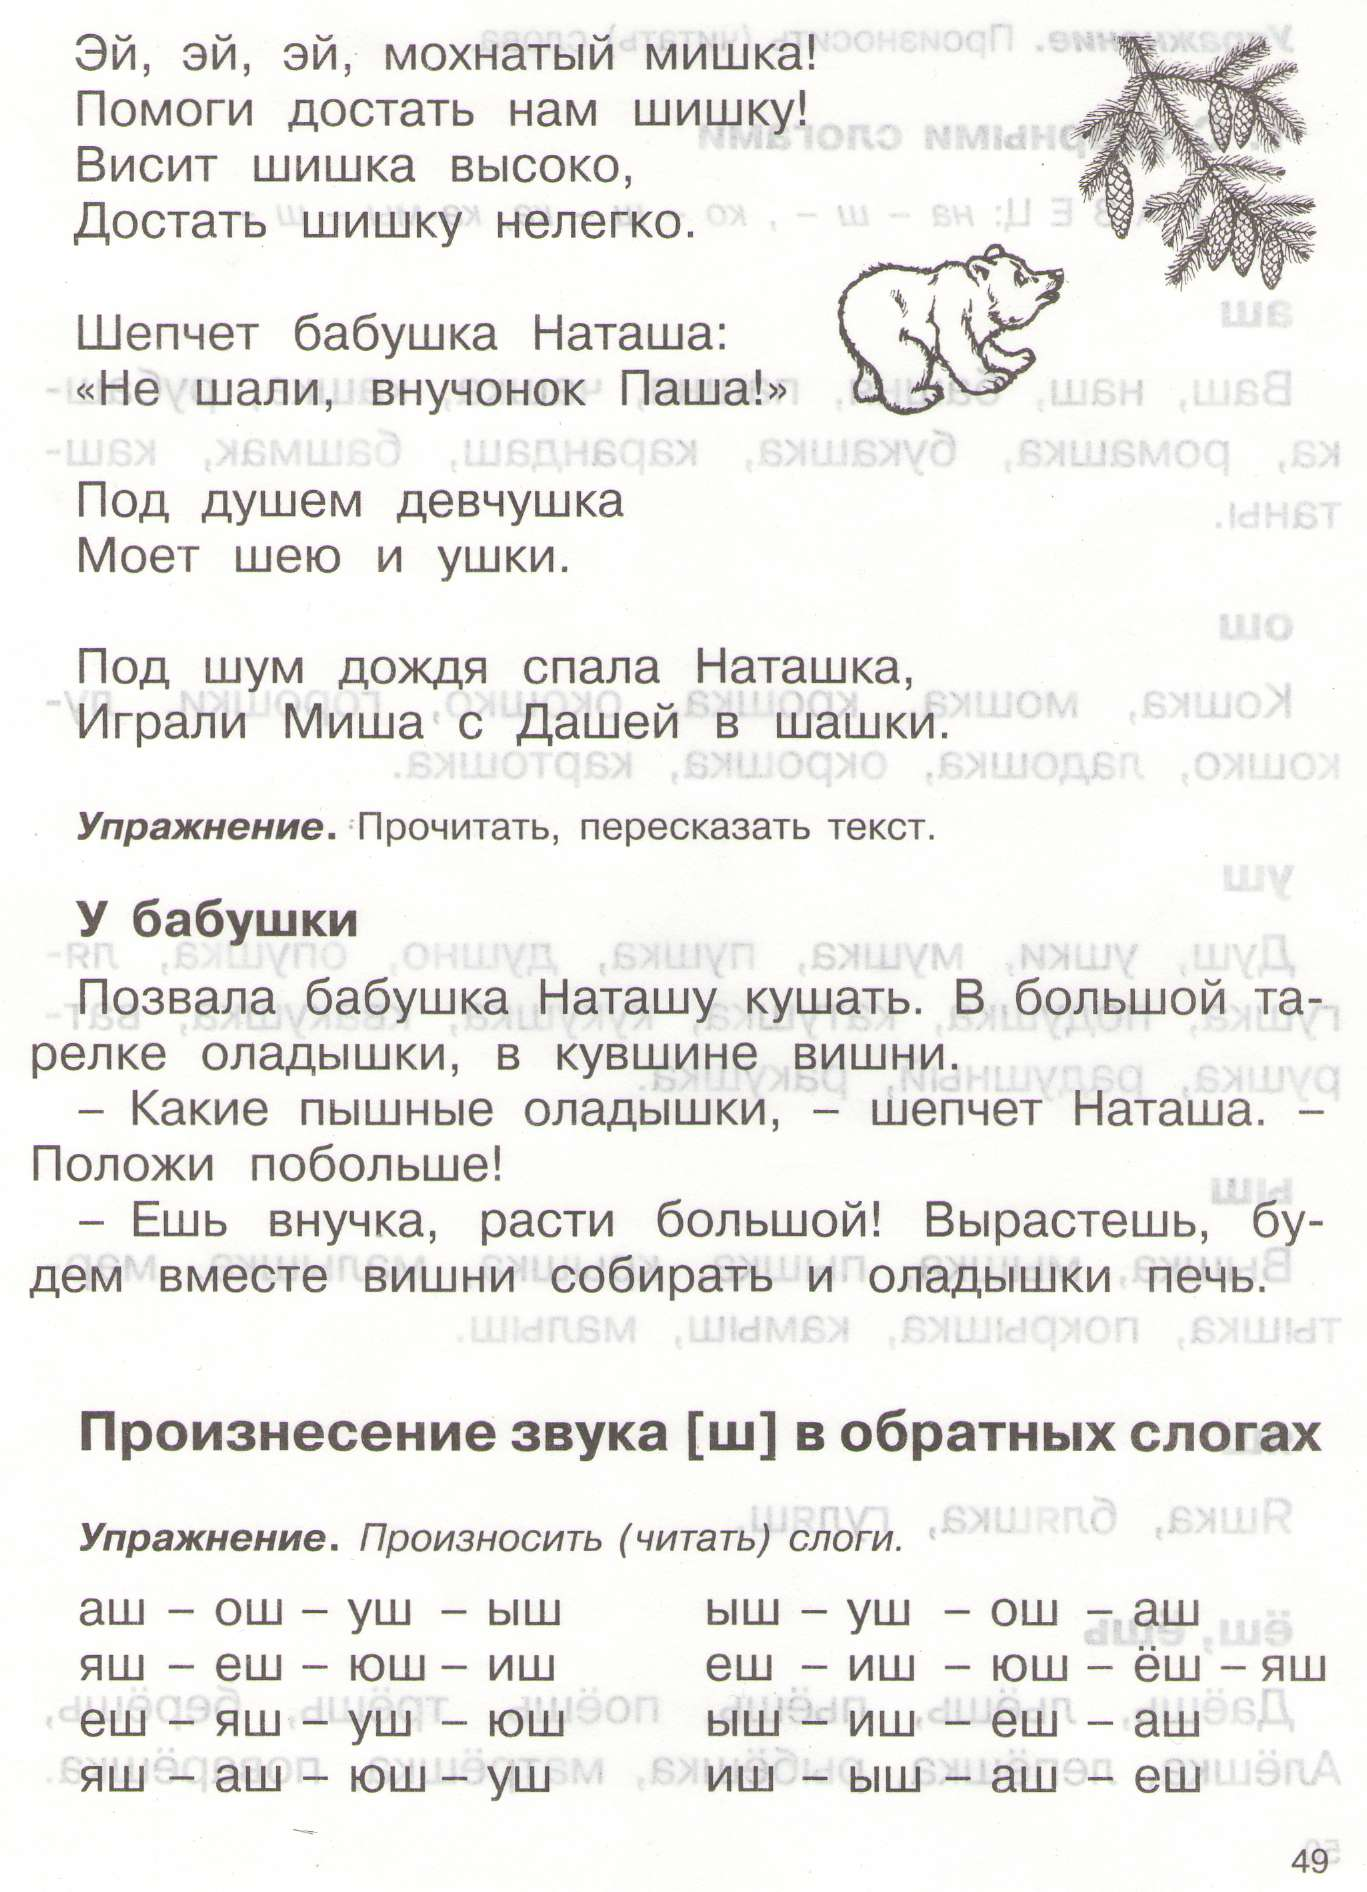 Эй, эй, эй, мохнатый мишка!
Помоги достать нам шишку!
Висит шишка высоко,
Достать шишку нелегко.
Шепчет бабушка Наташа:
«Не шали, внучонок Паша!»
Под душем девчушка
Моет шею и ушки.
Под шум дождя спала Наташка,
Играли Миша с Дашей в шашки.
Упражнение. Прочитать, пересказать текст.
У бабушки
Позвала бабушка Наташу кушать. В большой та-
релке оладышки, в кувшине вишни.
– Какие пышные оладышки, – шепчет Наташа. –
Положи побольше!
– Ешь внучка, расти большой! Вырастешь, бу-
дем вместе вишни собирать и оладышки печь.
Произнесение звука [ш] в обратных слогах
Упражнение. Произносить (читать) слоги.
аш – ош – уш – ыш ыш – уш – ош – аш
яш – еш – юш – иш еш – иш – юш – ёш – яш
еш – яш – уш – юш ыш – иш – еш – аш
яш – аш – юш – уш иш – ыш – аш – еш
49